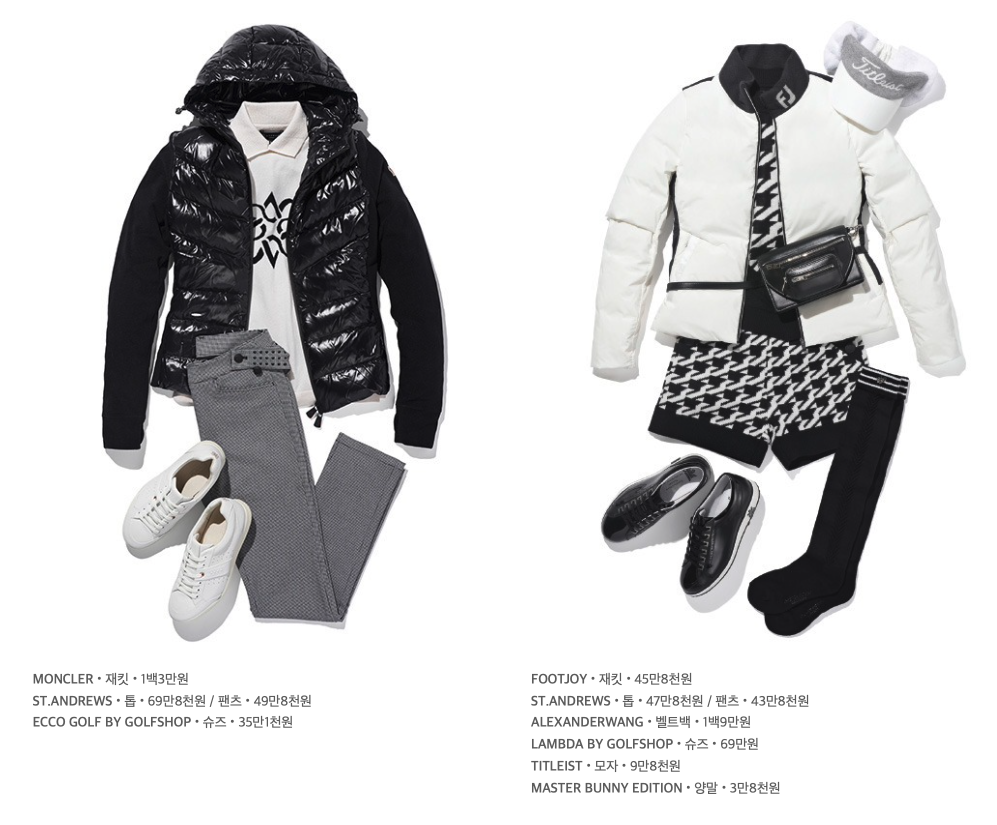 Titleist
FJ
MONCLER • 재킷 • 1백3만원
ST.ANDREWS • 톱 • 69만8천원 / 팬츠 • 49만8천원
ECCO GOLF BY GOLFSHOP • 슈즈 • 35만1천원
FOOTJOY • 재킷 • 45만8천원
ST.ANDREWS • 톱 • 47만8천원 / 팬츠 • 43만8천원
ALEXANDERWANG • 벨트백 • 1백9만원
LAMBDA BY GOLFSHOP • 슈즈 • 69만원
TITLEIST • 모자 • 9만8천원
MASTER BUNNY EDITION • 양말 • 3만8천원